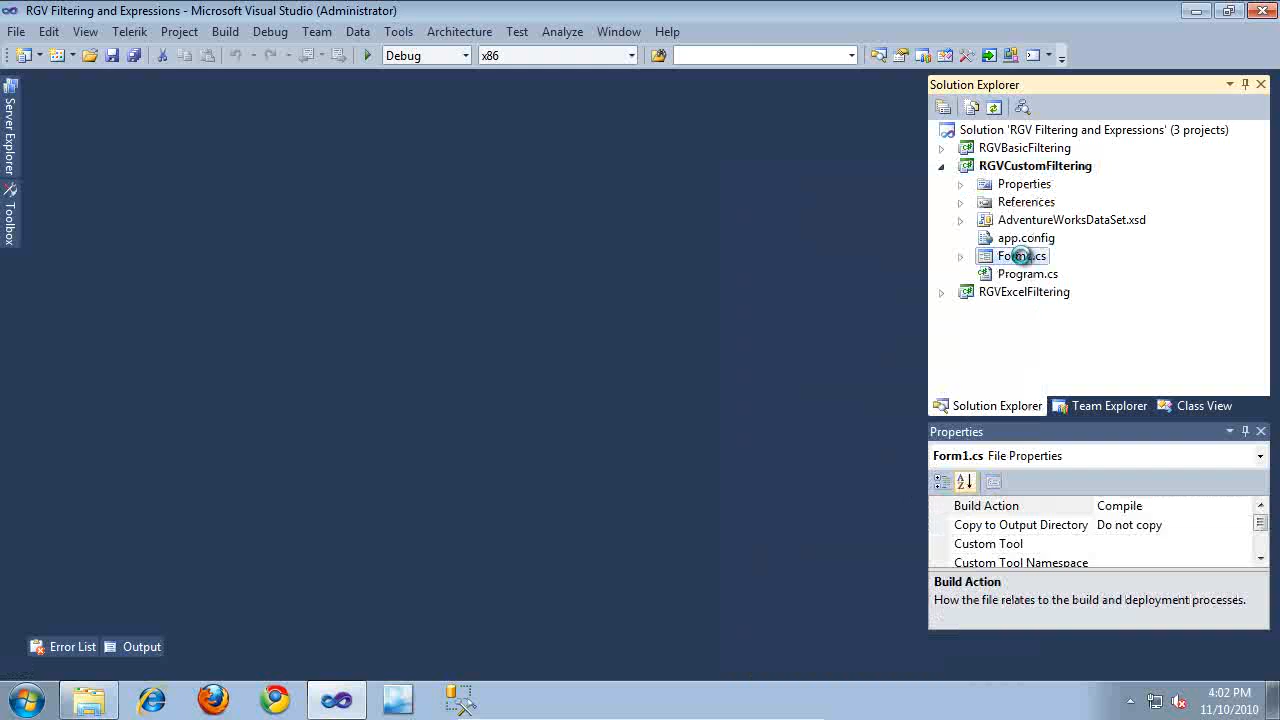 RGV Filtering and Expressions - Microsoft Visual Studio (Administrator)
File Edit View Telerik Project Build Debug Team Data Tools Architecture Test Analyze Window Help
Debug x86
Server Explorer
Toolbox
Solution Explorer
Solution 'RGV Filtering and Expressions' (3 projects)
RGVBasicFiltering
RGVCustomFiltering
Properties
References
AdventureWorksDataSet.xsd
app.config
Form1.cs
Program.cs
RGVExcelFiltering
Solution Explorer Team Explorer Class View
Properties
Form1.cs File Properties
Build Action Compile
Copy to Output Directory Do not copy
Custom Tool
Custom Tool Namespace
Build Action
How the file relates to the build and deployment processes.
Error List Output
4:02 PM
11/10/2010